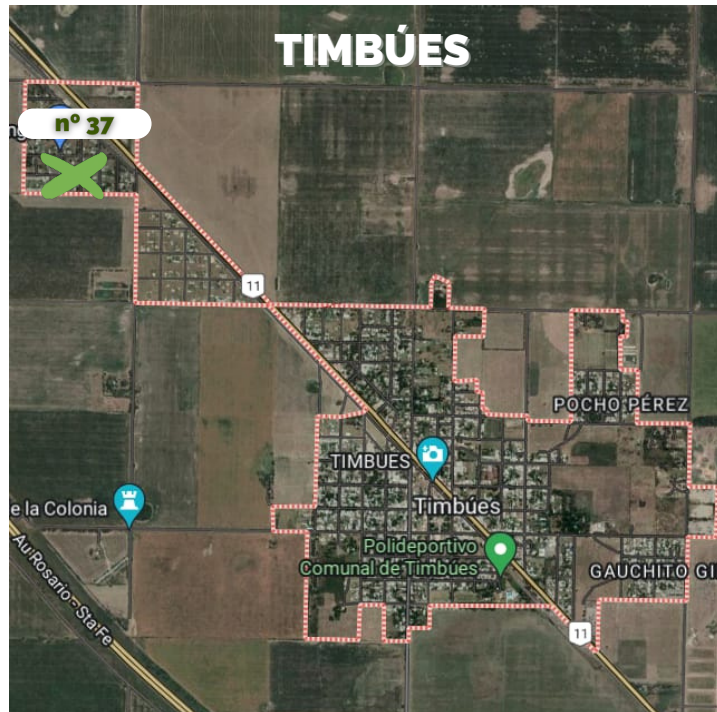 TIMBÚES
nº 37
11
POCHO PÉREZ
TIMBUES
Timbúes
e la Colonia
Polideportivo
Comunal de Timbúes
GAUCHITO GI
Au. Rosario - Sta Fe
11